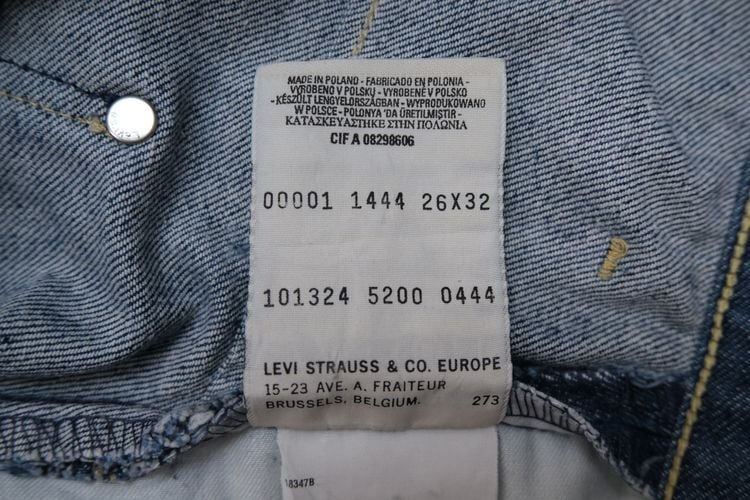 MADE IN POLAND - FABRICADO EN POLONIA -
VYROBENO V POLSKU - VYROBENÉ V POLSKO
- KÉSZÜLT LENGYELORSZÁGBAN - WYPRODUKOWANO
W POLSCE - POLONYA 'DA ÜRETILMIŞTIR -
ΚΑΤΑΣΚΕΥΑΣΤΗΚΕ ΣΤΗΝ ΠΟΛΩΝΙΑ
CIF A 08298606
00001 1444 26X32
101324 5200 0444
LEVI STRAUSS & CO. EUROPE
15-23 AVE. A. FRAITEUR
BRUSSELS, BELGIUM. 273
18347B